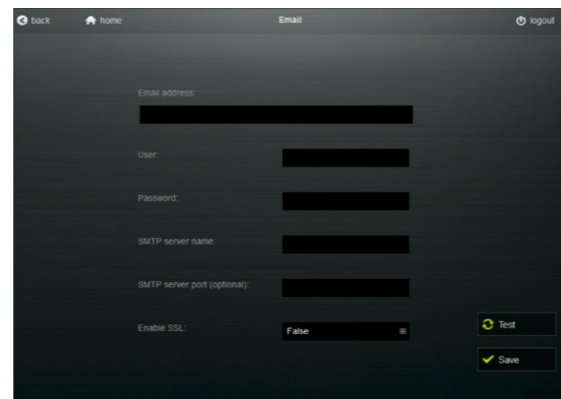 back home Email logout
Email address:
User:
Password:
SMTP server name:
SMTP server port (optional):
Enable SSL: False
Test
Save